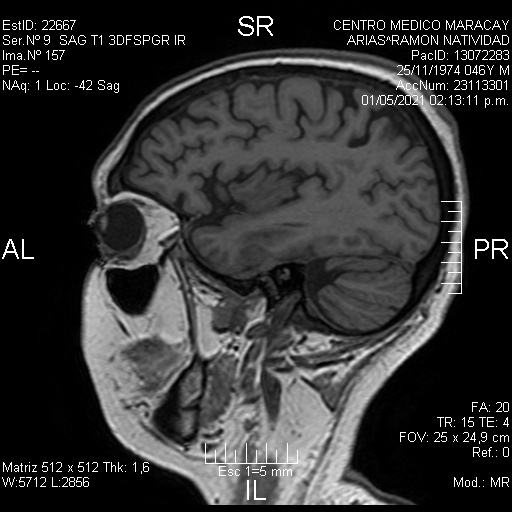 EstID: 22667
Ser.Nº 9 SAG T1 3DFSPGR IR
Ima.Nº 157
PE= --
NAq: 1 Loc: -42 Sag
SR
CENTRO MEDICO MARACAY
ARIAS^RAMON NATIVIDAD
PacID: 13072283
25/11/1974 046Y M
AccNum: 23113301
01/05/2021 02:13:11 p.m.
AL
PR
Matriz 512 x 512 Thk: 1,6
W:5712 L:2856
Esc 1=5 mm
IL
FA: 20
TR: 15 TE: 4
FOV: 25 x 24,9 cm
Ref.: 0
Mod.: MR